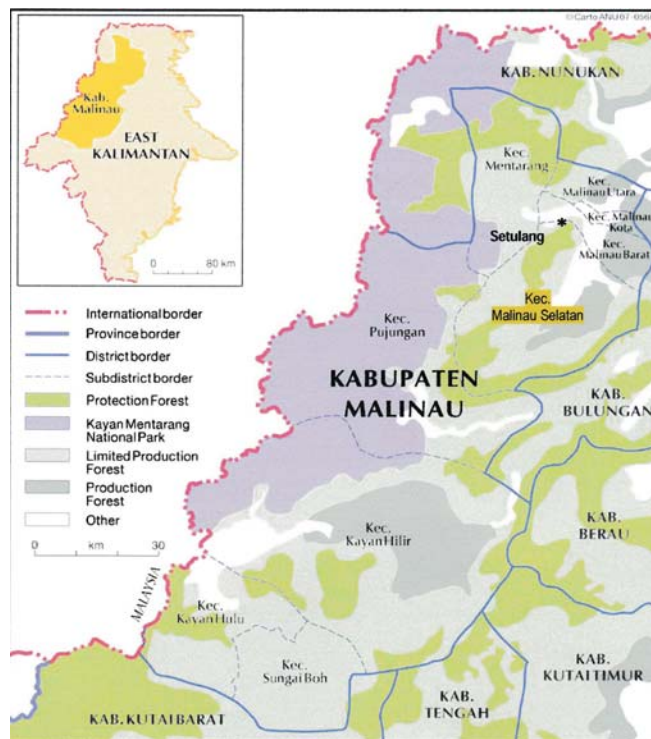 ©Carto ANU 07-056
KAB. NUNUKAN
Kab.
Malinau
EAST
KALIMANTAN
0 80 km
Kec.
Mentarang
Kec.
Malinau Utara
Kec. Malinau
Kota
Kec.
Malinau Barat
Setulang *
Kec.
Malinau Selatan
Kec.
Pujungan
KABUPATEN
MALINAU
KAB.
BULUNGAN
International border
Province border
District border
Subdistrict border
Protection Forest
Kayan Mentarang
National Park
Limited Production
Forest
Production
Forest
Other
0 km 30
KAB.
BERAU
Kec.
Kayan Hilir
MALAYSIA
Kec.
Kayan Hulu
Kec.
Sungai Boh
KAB.
KUTAI TIMUR
KAB.
TENGAH
KAB. KUTAI BARAT